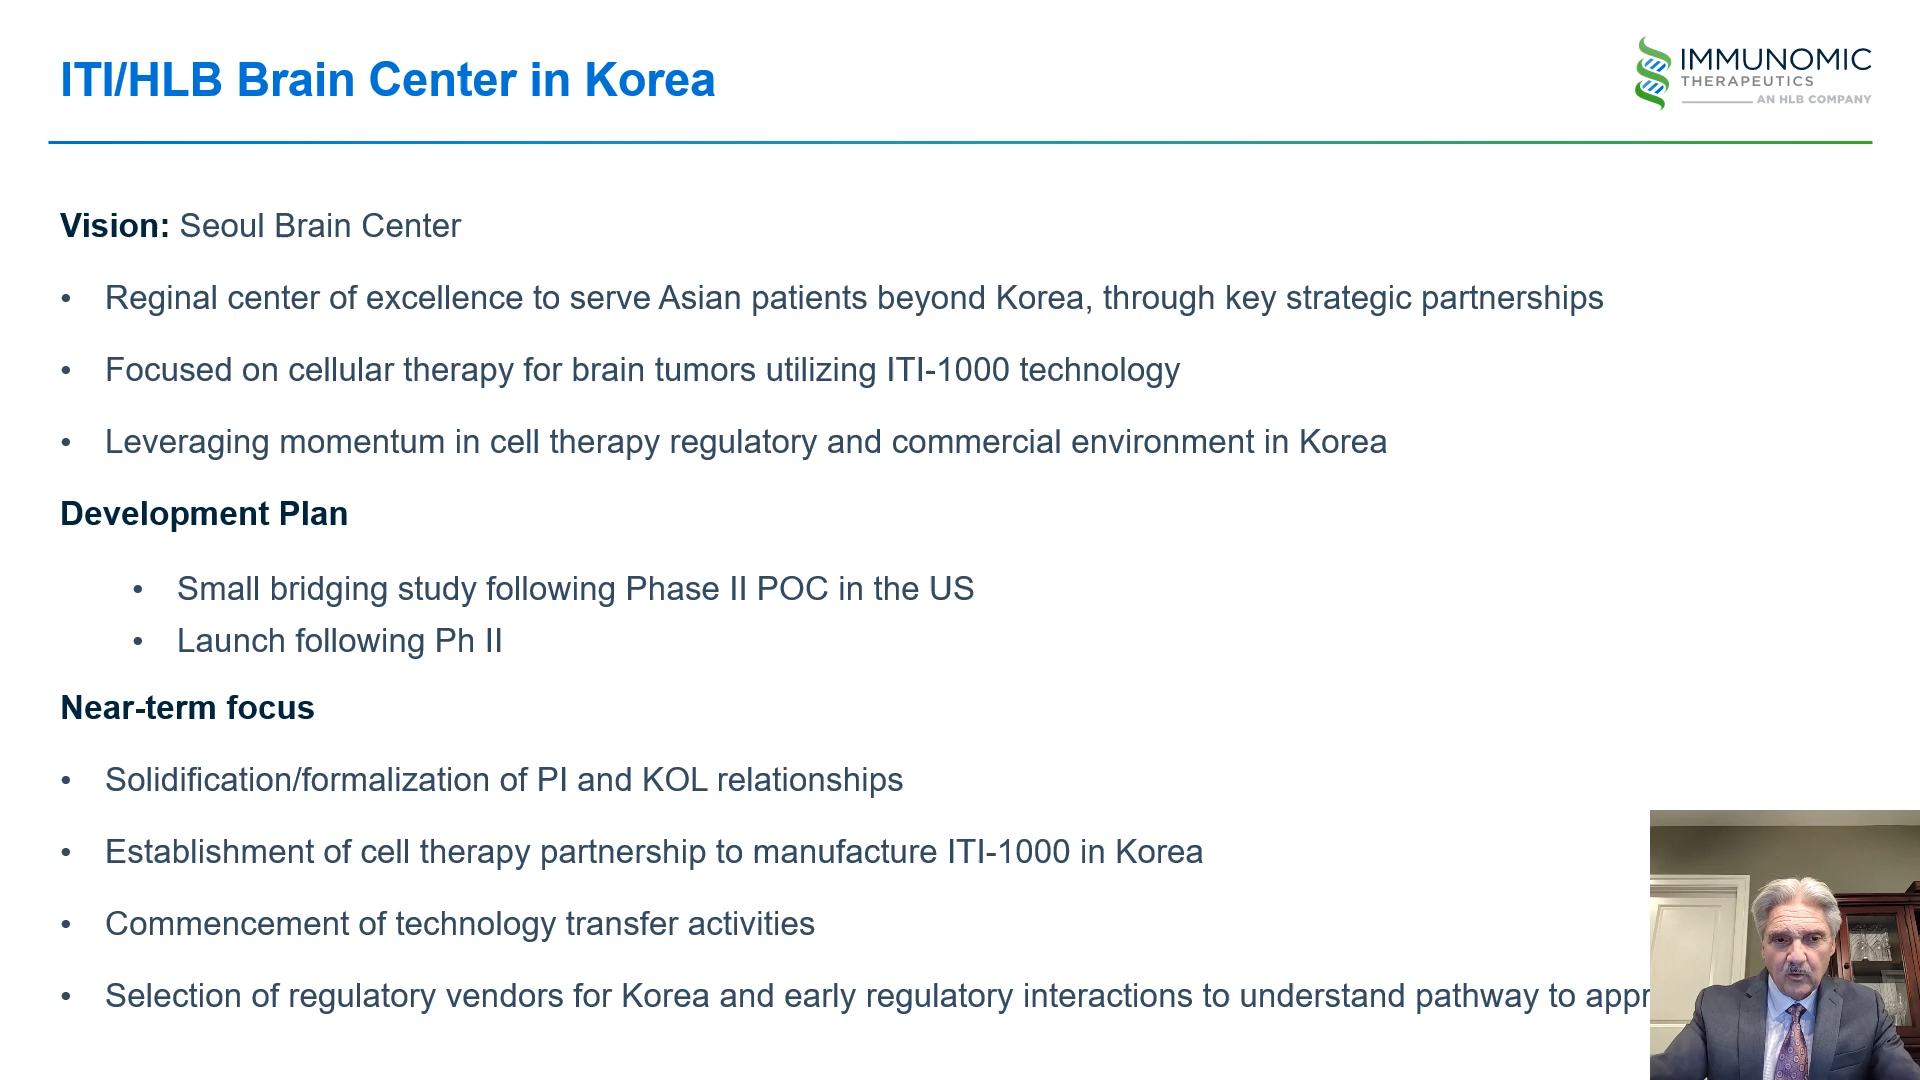 ITI/HLB Brain Center in Korea
IMMUNOMIC
THERAPEUTICS
AN HLB COMPANY
Vision: Seoul Brain Center
• Reginal center of excellence to serve Asian patients beyond Korea, through key strategic partnerships
• Focused on cellular therapy for brain tumors utilizing ITI-1000 technology
• Leveraging momentum in cell therapy regulatory and commercial environment in Korea
Development Plan
• Small bridging study following Phase II POC in the US
• Launch following Ph II
Near-term focus
• Solidification/formalization of PI and KOL relationships
• Establishment of cell therapy partnership to manufacture ITI-1000 in Korea
• Commencement of technology transfer activities
• Selection of regulatory vendors for Korea and early regulatory interactions to understand pathway to